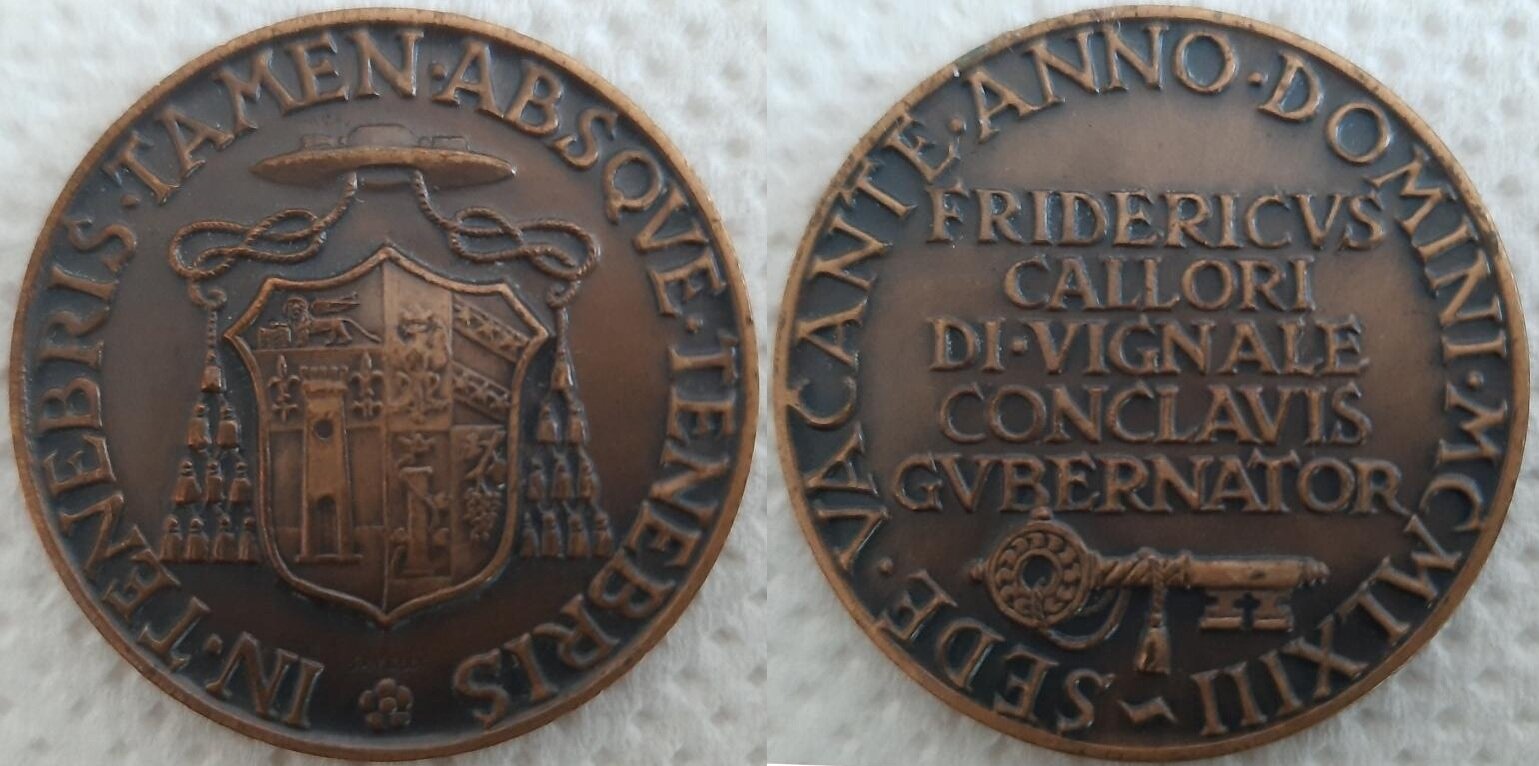 IN·TENEBRIS·TAMEN·ABSQVE·TENEBRIS
SEDE·VACANTE·ANNO·DOMINI·MCMLXIII
FRIDERICVS
CALLORI
DI·VIGNALE
CONCLAVIS
GVBERNATOR